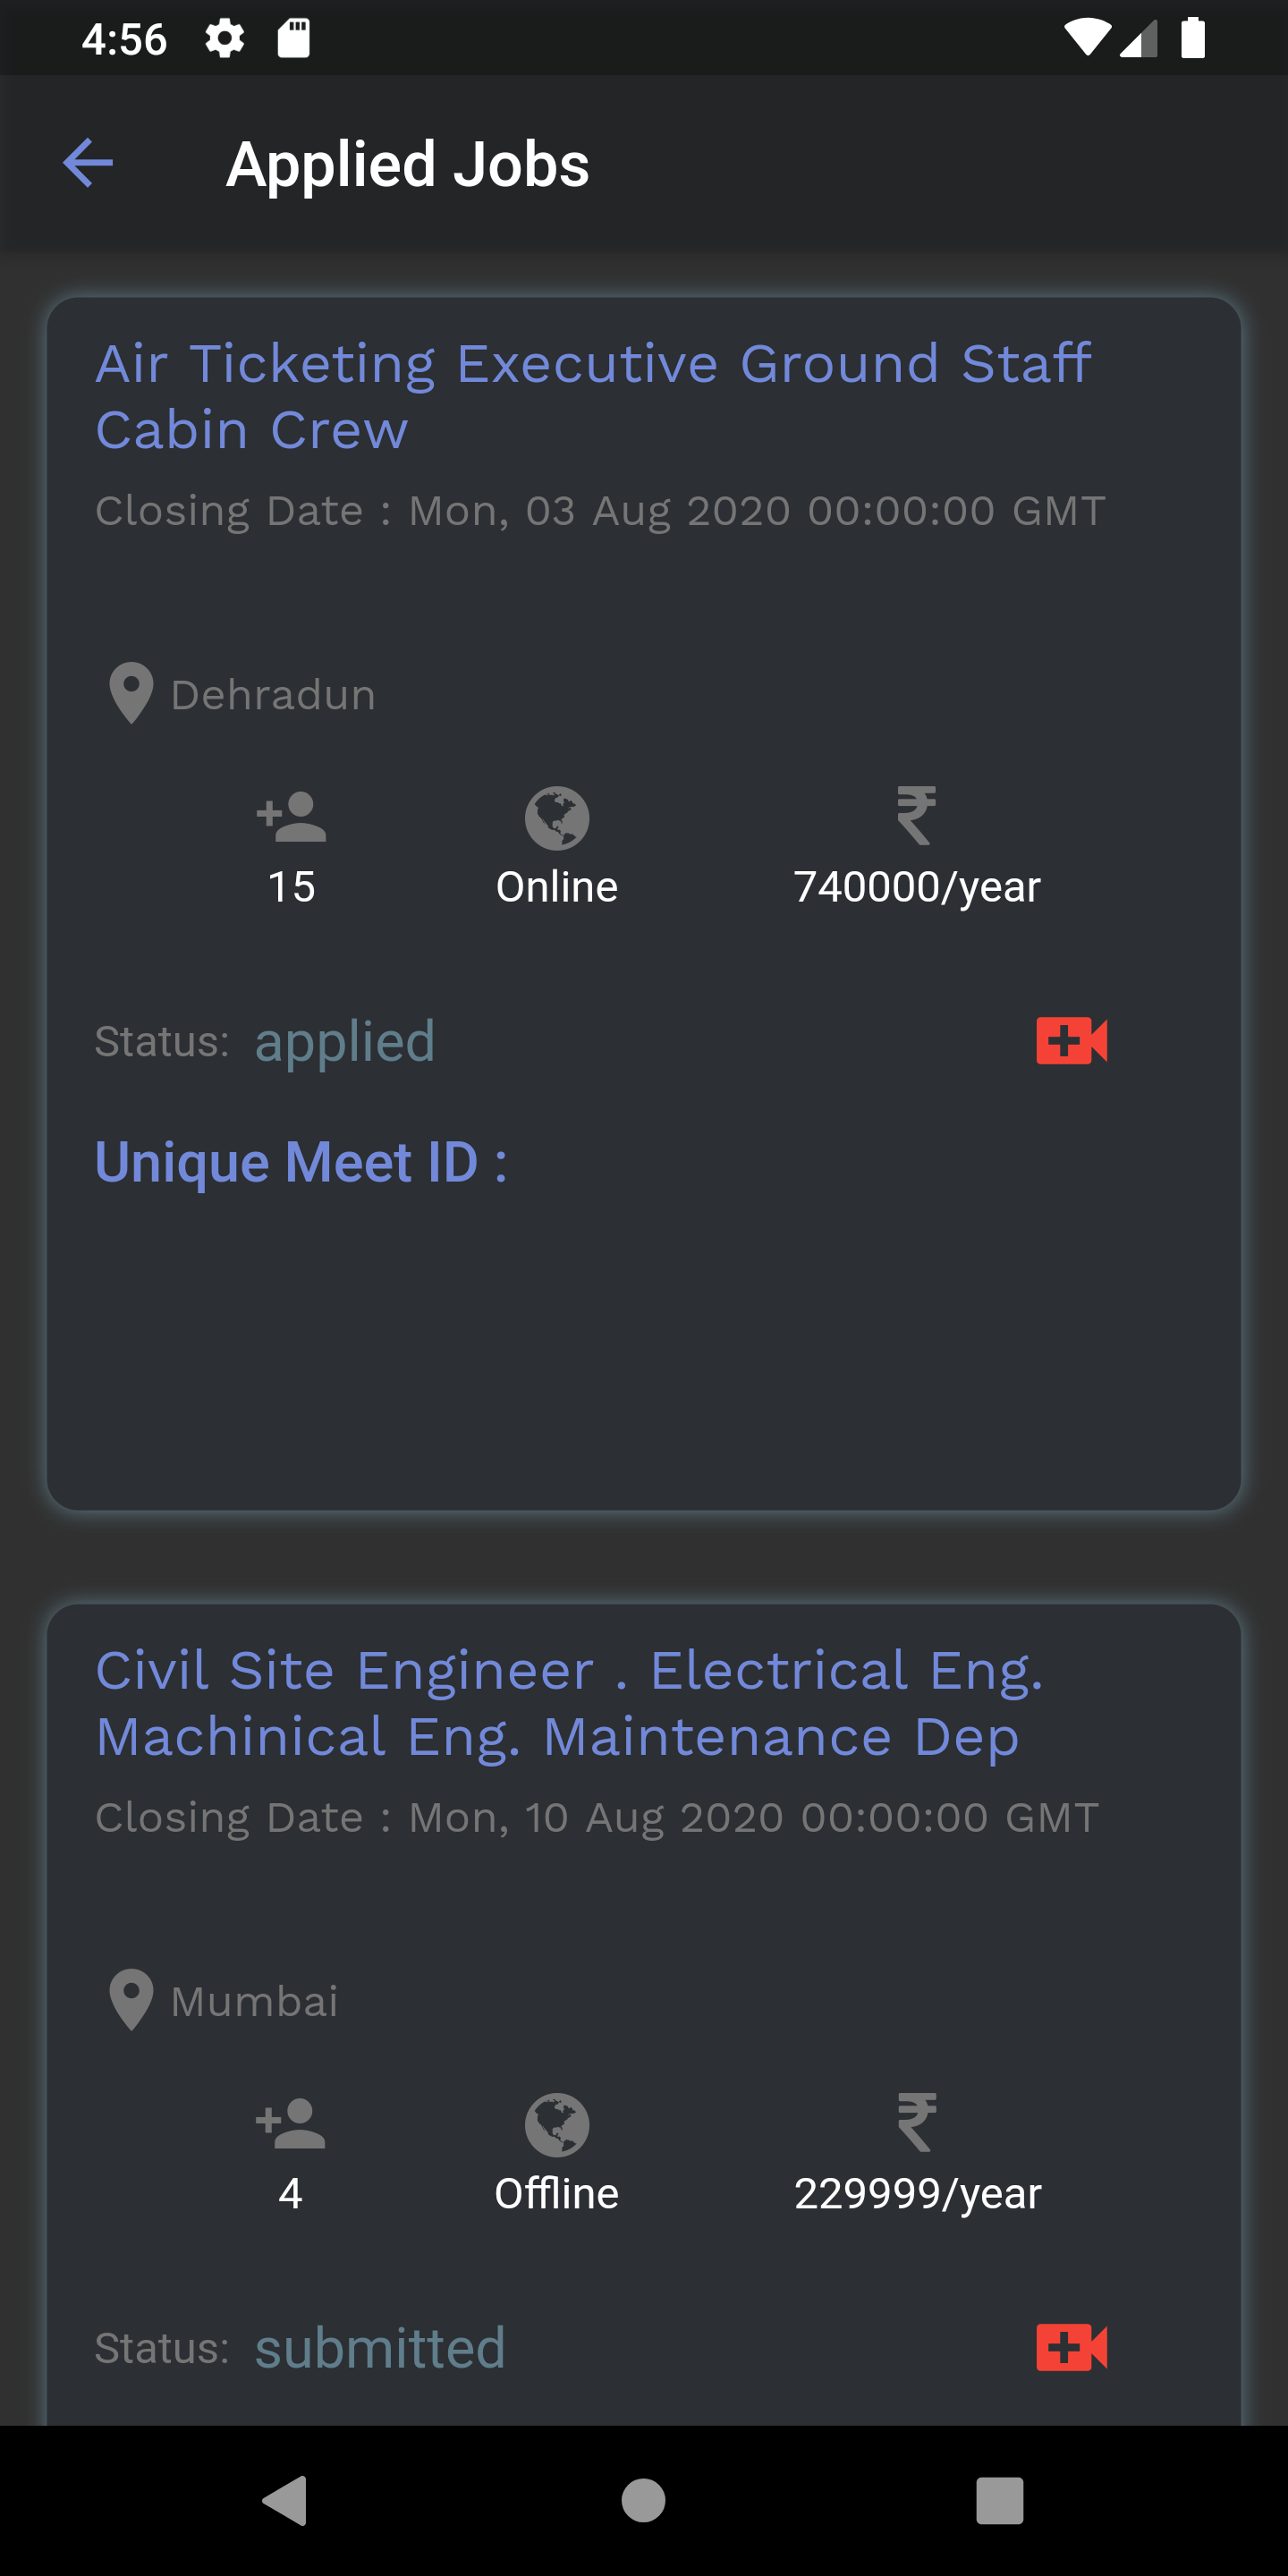 4:56
Applied Jobs
Air Ticketing Executive Ground Staff
Cabin Crew
Closing Date : Mon, 03 Aug 2020 00:00:00 GMT
Dehradun
15 Online 740000/year
Status: applied
Unique Meet ID :
Civil Site Engineer . Electrical Eng.
Machinical Eng. Maintenance Dep
Closing Date : Mon, 10 Aug 2020 00:00:00 GMT
Mumbai
4 Offline 229999/year
Status: submitted